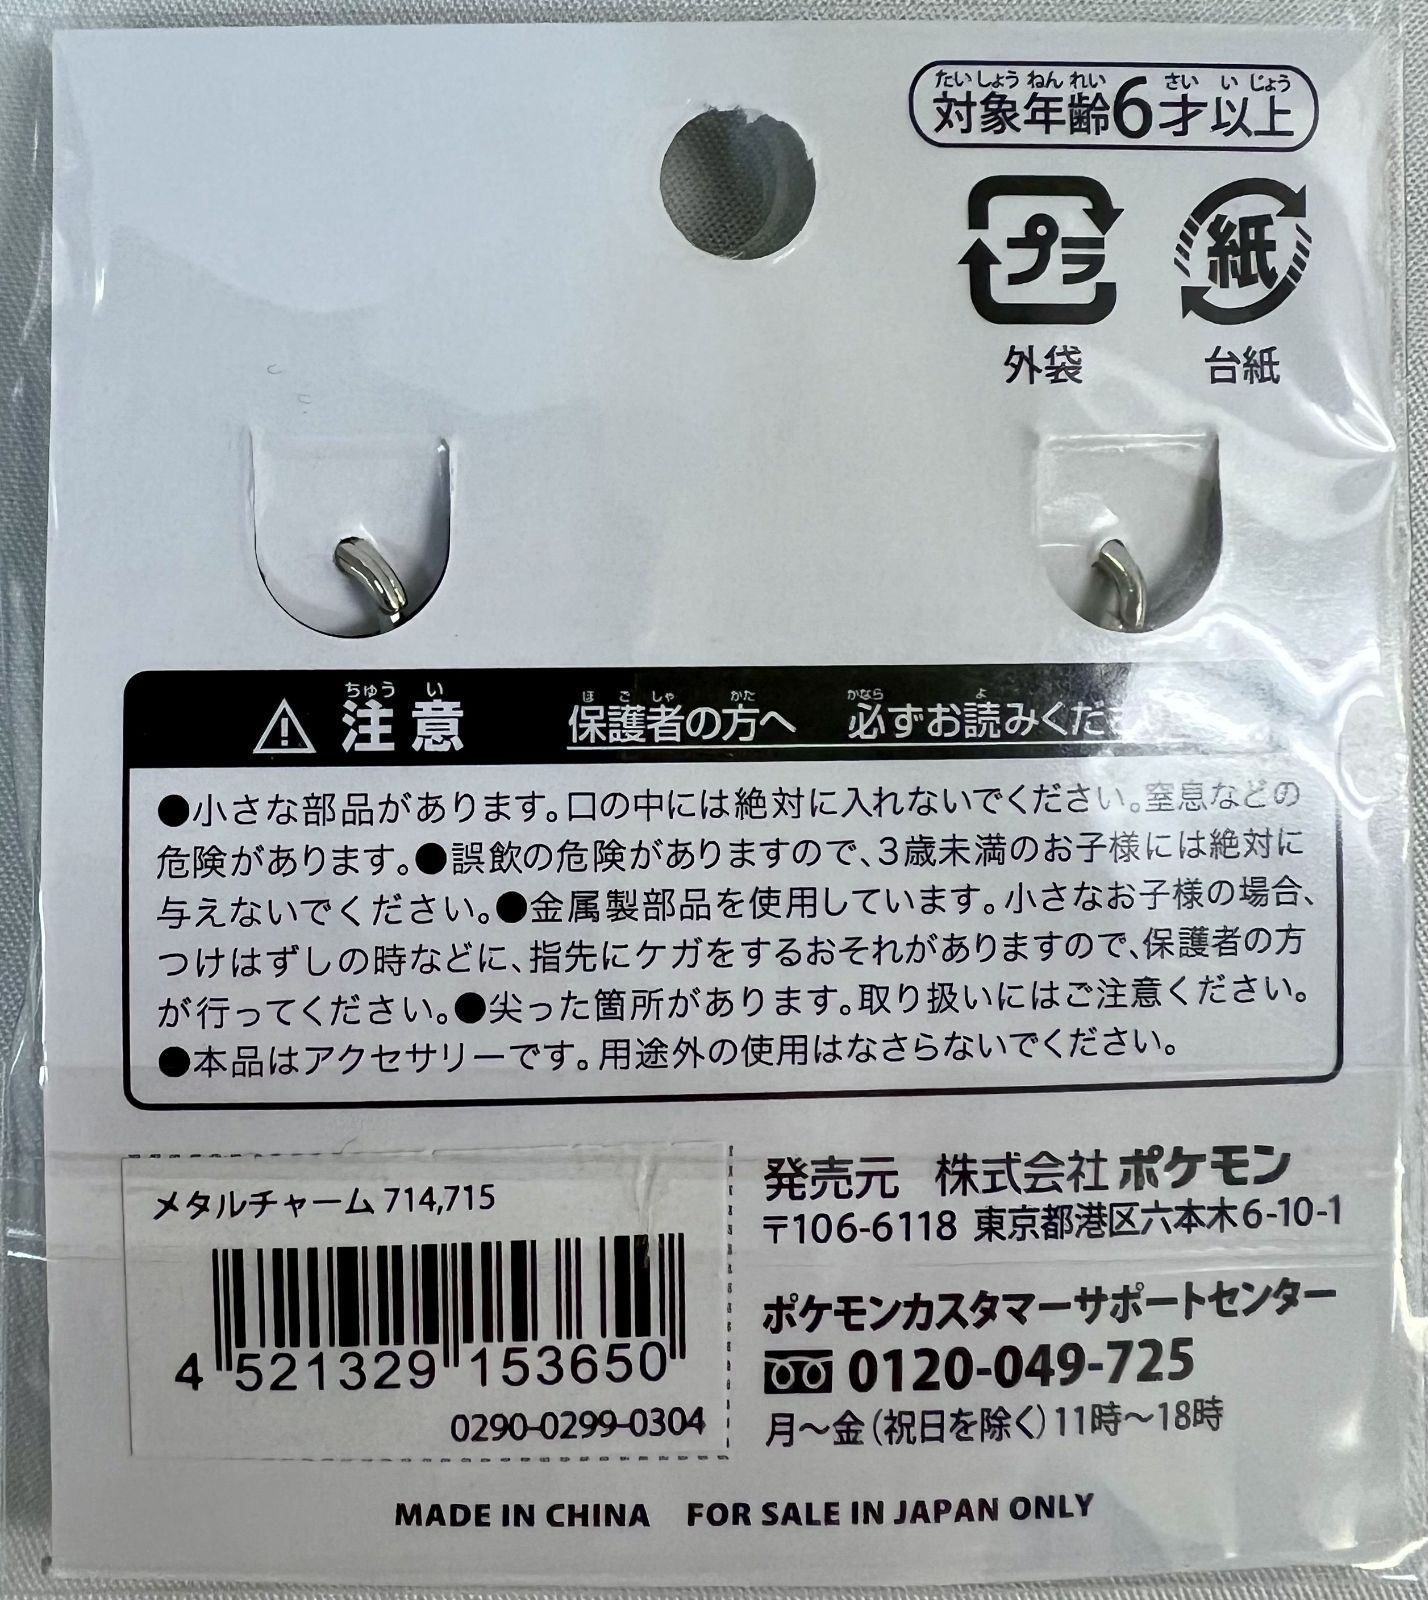 たいしょう ねん れい さい い じょう
対象年齢6才以上
プラ 紙
外袋 台紙
ちゅう い ほ ご しゃ かた かなら よ
注意 保護者の方へ 必ずお読みくださ
●小さな部品があります。口の中には絶対に入れないでください。窒息などの
危険があります。●誤飲の危険がありますので、3歳未満のお子様には絶対に
与えないでください。●金属製部品を使用しています。小さなお子様の場合、
つけはずしの時などに、指先にケガをするおそれがありますので、保護者の方
が行ってください。●尖った箇所があります。取り扱いにはご注意ください。
●本品はアクセサリーです。用途外の使用はなさらないでください。
メタルチャーム 714,715
4 521329 153650
0290-0299-0304
発売元 株式会社 ポケモン
〒106-6118 東京都港区六本木6-10-1
ポケモンカスタマーサポートセンター
0120-049-725
月～金(祝日を除く)11時～18時
MADE IN CHINA FOR SALE IN JAPAN ONLY